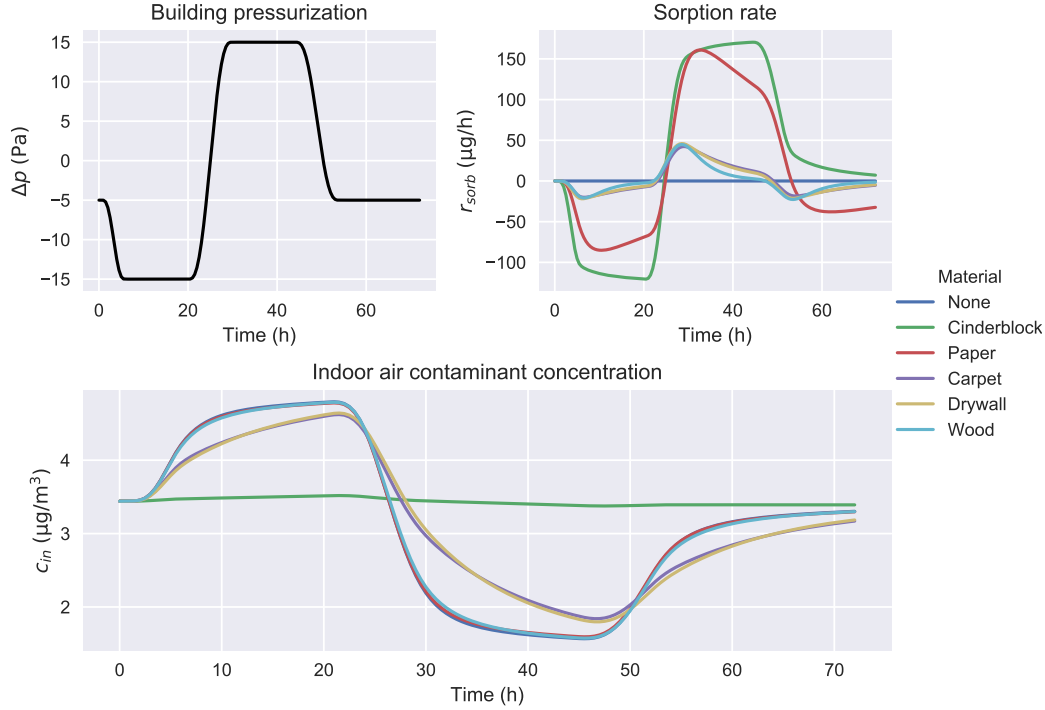 Building pressurization
15
10
5
0
−5
−10
−15
Δp (Pa)
0
20
40
60
Time (h)
Sorption rate
150
100
50
0
−50
−100
r_sorb (μg/h)
0
20
40
60
Time (h)
Material
None
Cinderblock
Paper
Carpet
Drywall
Wood
Indoor air contaminant concentration
4
3
2
c_in (μg/m³)
0
10
20
30
40
50
60
70
Time (h)